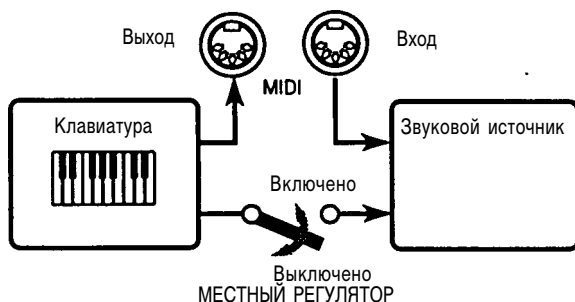 Выход
Вход
MIDI
Клавиатура
Звуковой источник
Включено
Выключено
МЕСТНЫЙ РЕГУЛЯТОР